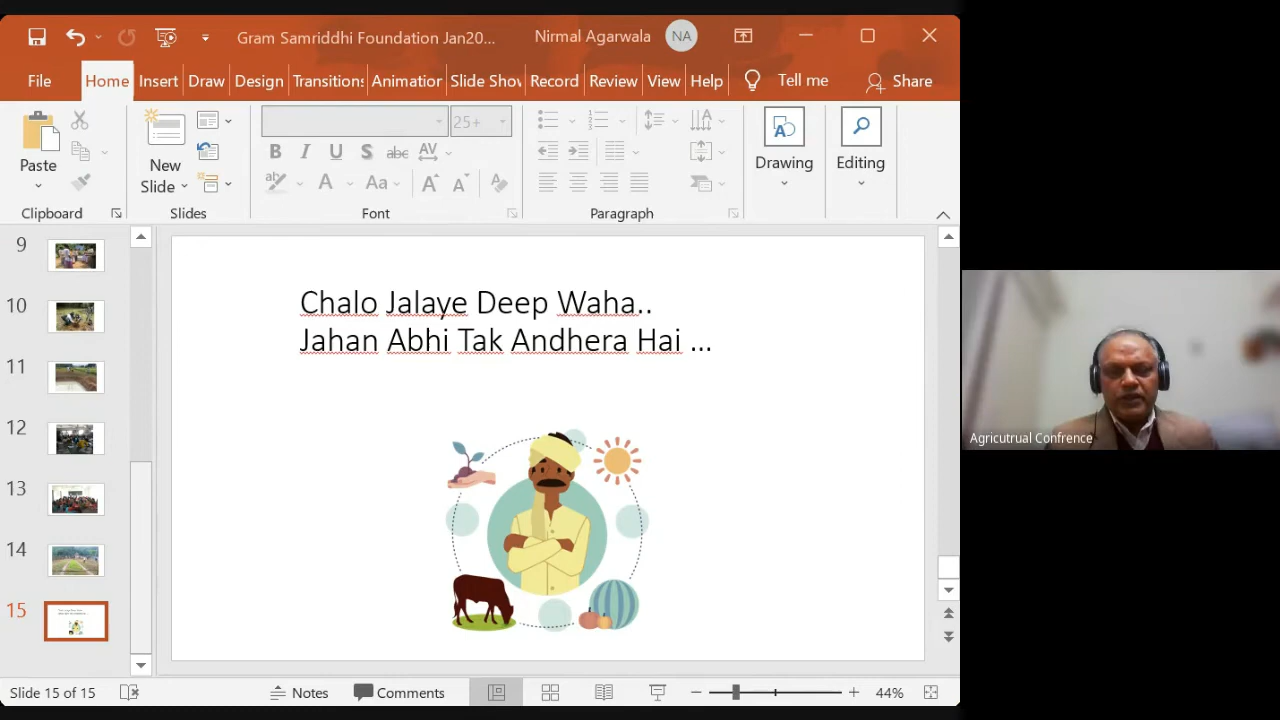 Gram Samriddhi Foundation Jan20...
Nirmal Agarwala
NA
File
Home
Insert
Draw
Design
Transitions
Animation
Slide Show
Record
Review
View
Help
Tell me
Share
Paste
New
Slide
25+
Drawing
Editing
Clipboard
Slides
Font
Paragraph
9
10
11
12
13
14
15
Chalo Jalaye Deep Waha..
Jahan Abhi Tak Andhera Hai ...
Agricutrual Confrence
Slide 15 of 15
Notes
Comments
44%